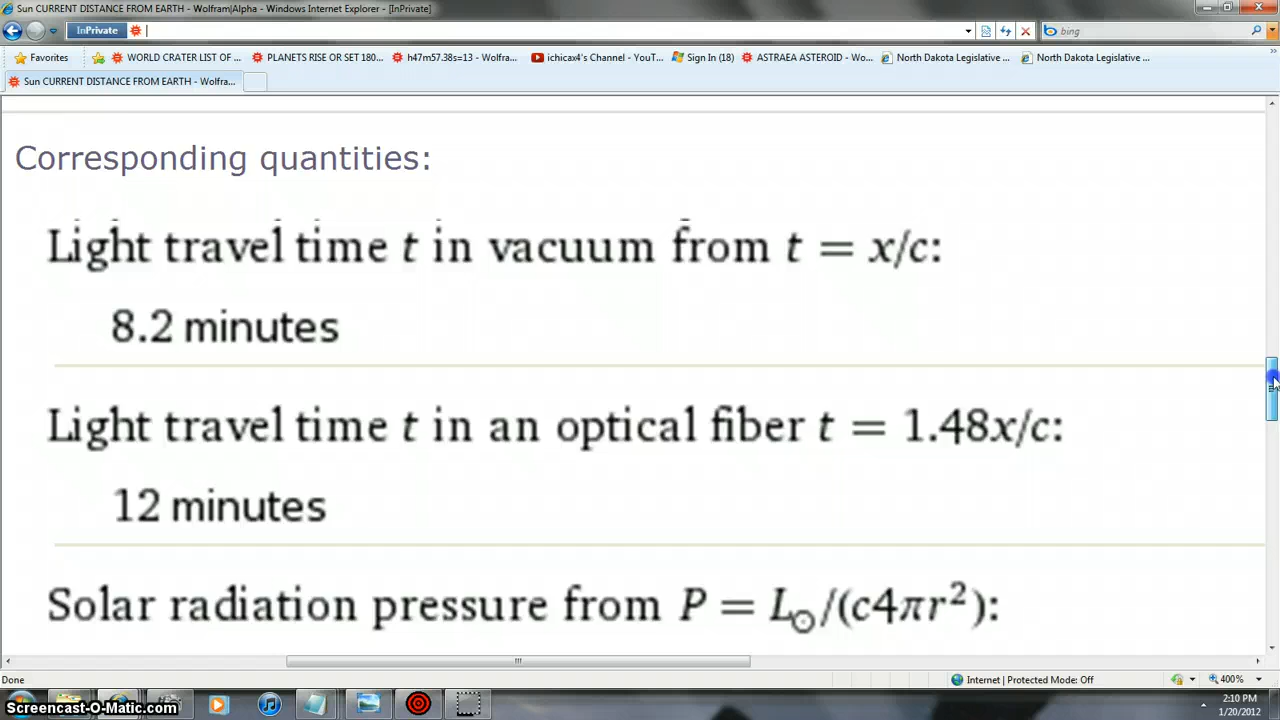 Sun CURRENT DISTANCE FROM EARTH - Wolfram|Alpha - Windows Internet Explorer - [InPrivate]
InPrivate
bing
Favorites
WORLD CRATER LIST OF ...
PLANETS RISE OR SET 180...
h47m57.38s=13 - Wolfra...
ichicax4's Channel - YouT...
Sign In (18)
ASTRAEA ASTEROID - Wo...
North Dakota Legislative ...
North Dakota Legislative ...
Sun CURRENT DISTANCE FROM EARTH - Wolfra...
Corresponding quantities:
Light travel time t in vacuum from t = x/c:
8.2 minutes
Light travel time t in an optical fiber t = 1.48x/c:
12 minutes
Solar radiation pressure from P = L⊙/(c4πr²):
Done
Internet | Protected Mode: Off
400%
Screencast-O-Matic.com
2:10 PM
1/20/2012